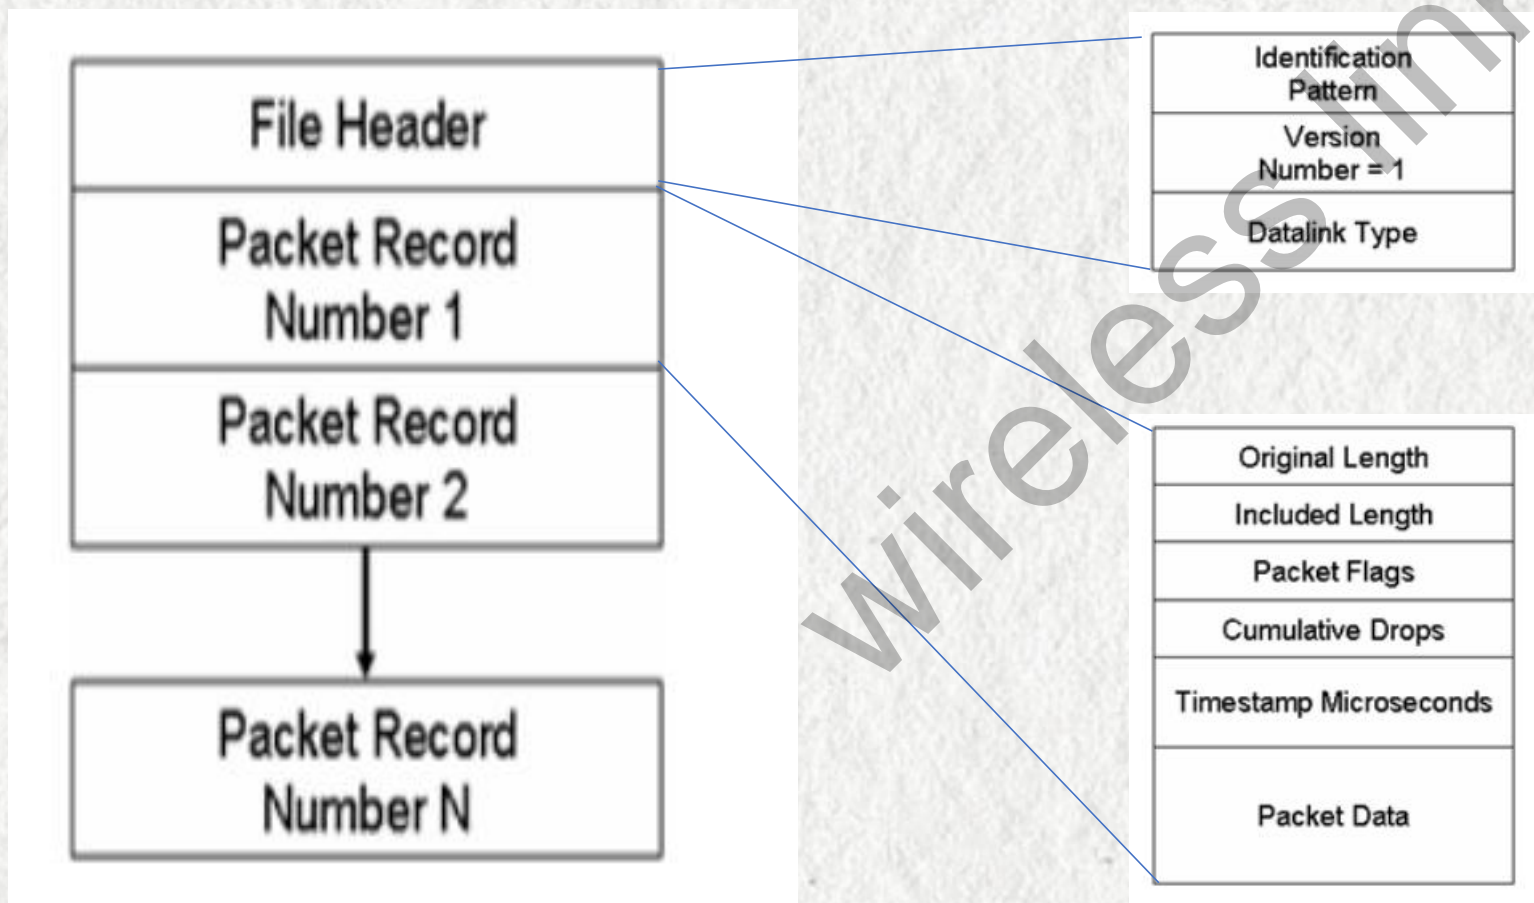 File Header
Packet Record
Number 1
Packet Record
Number 2
Packet Record
Number N
Identification
Pattern
Version
Number = 1
Datalink Type
Original Length
Included Length
Packet Flags
Cumulative Drops
Timestamp Microseconds
Packet Data
wireless